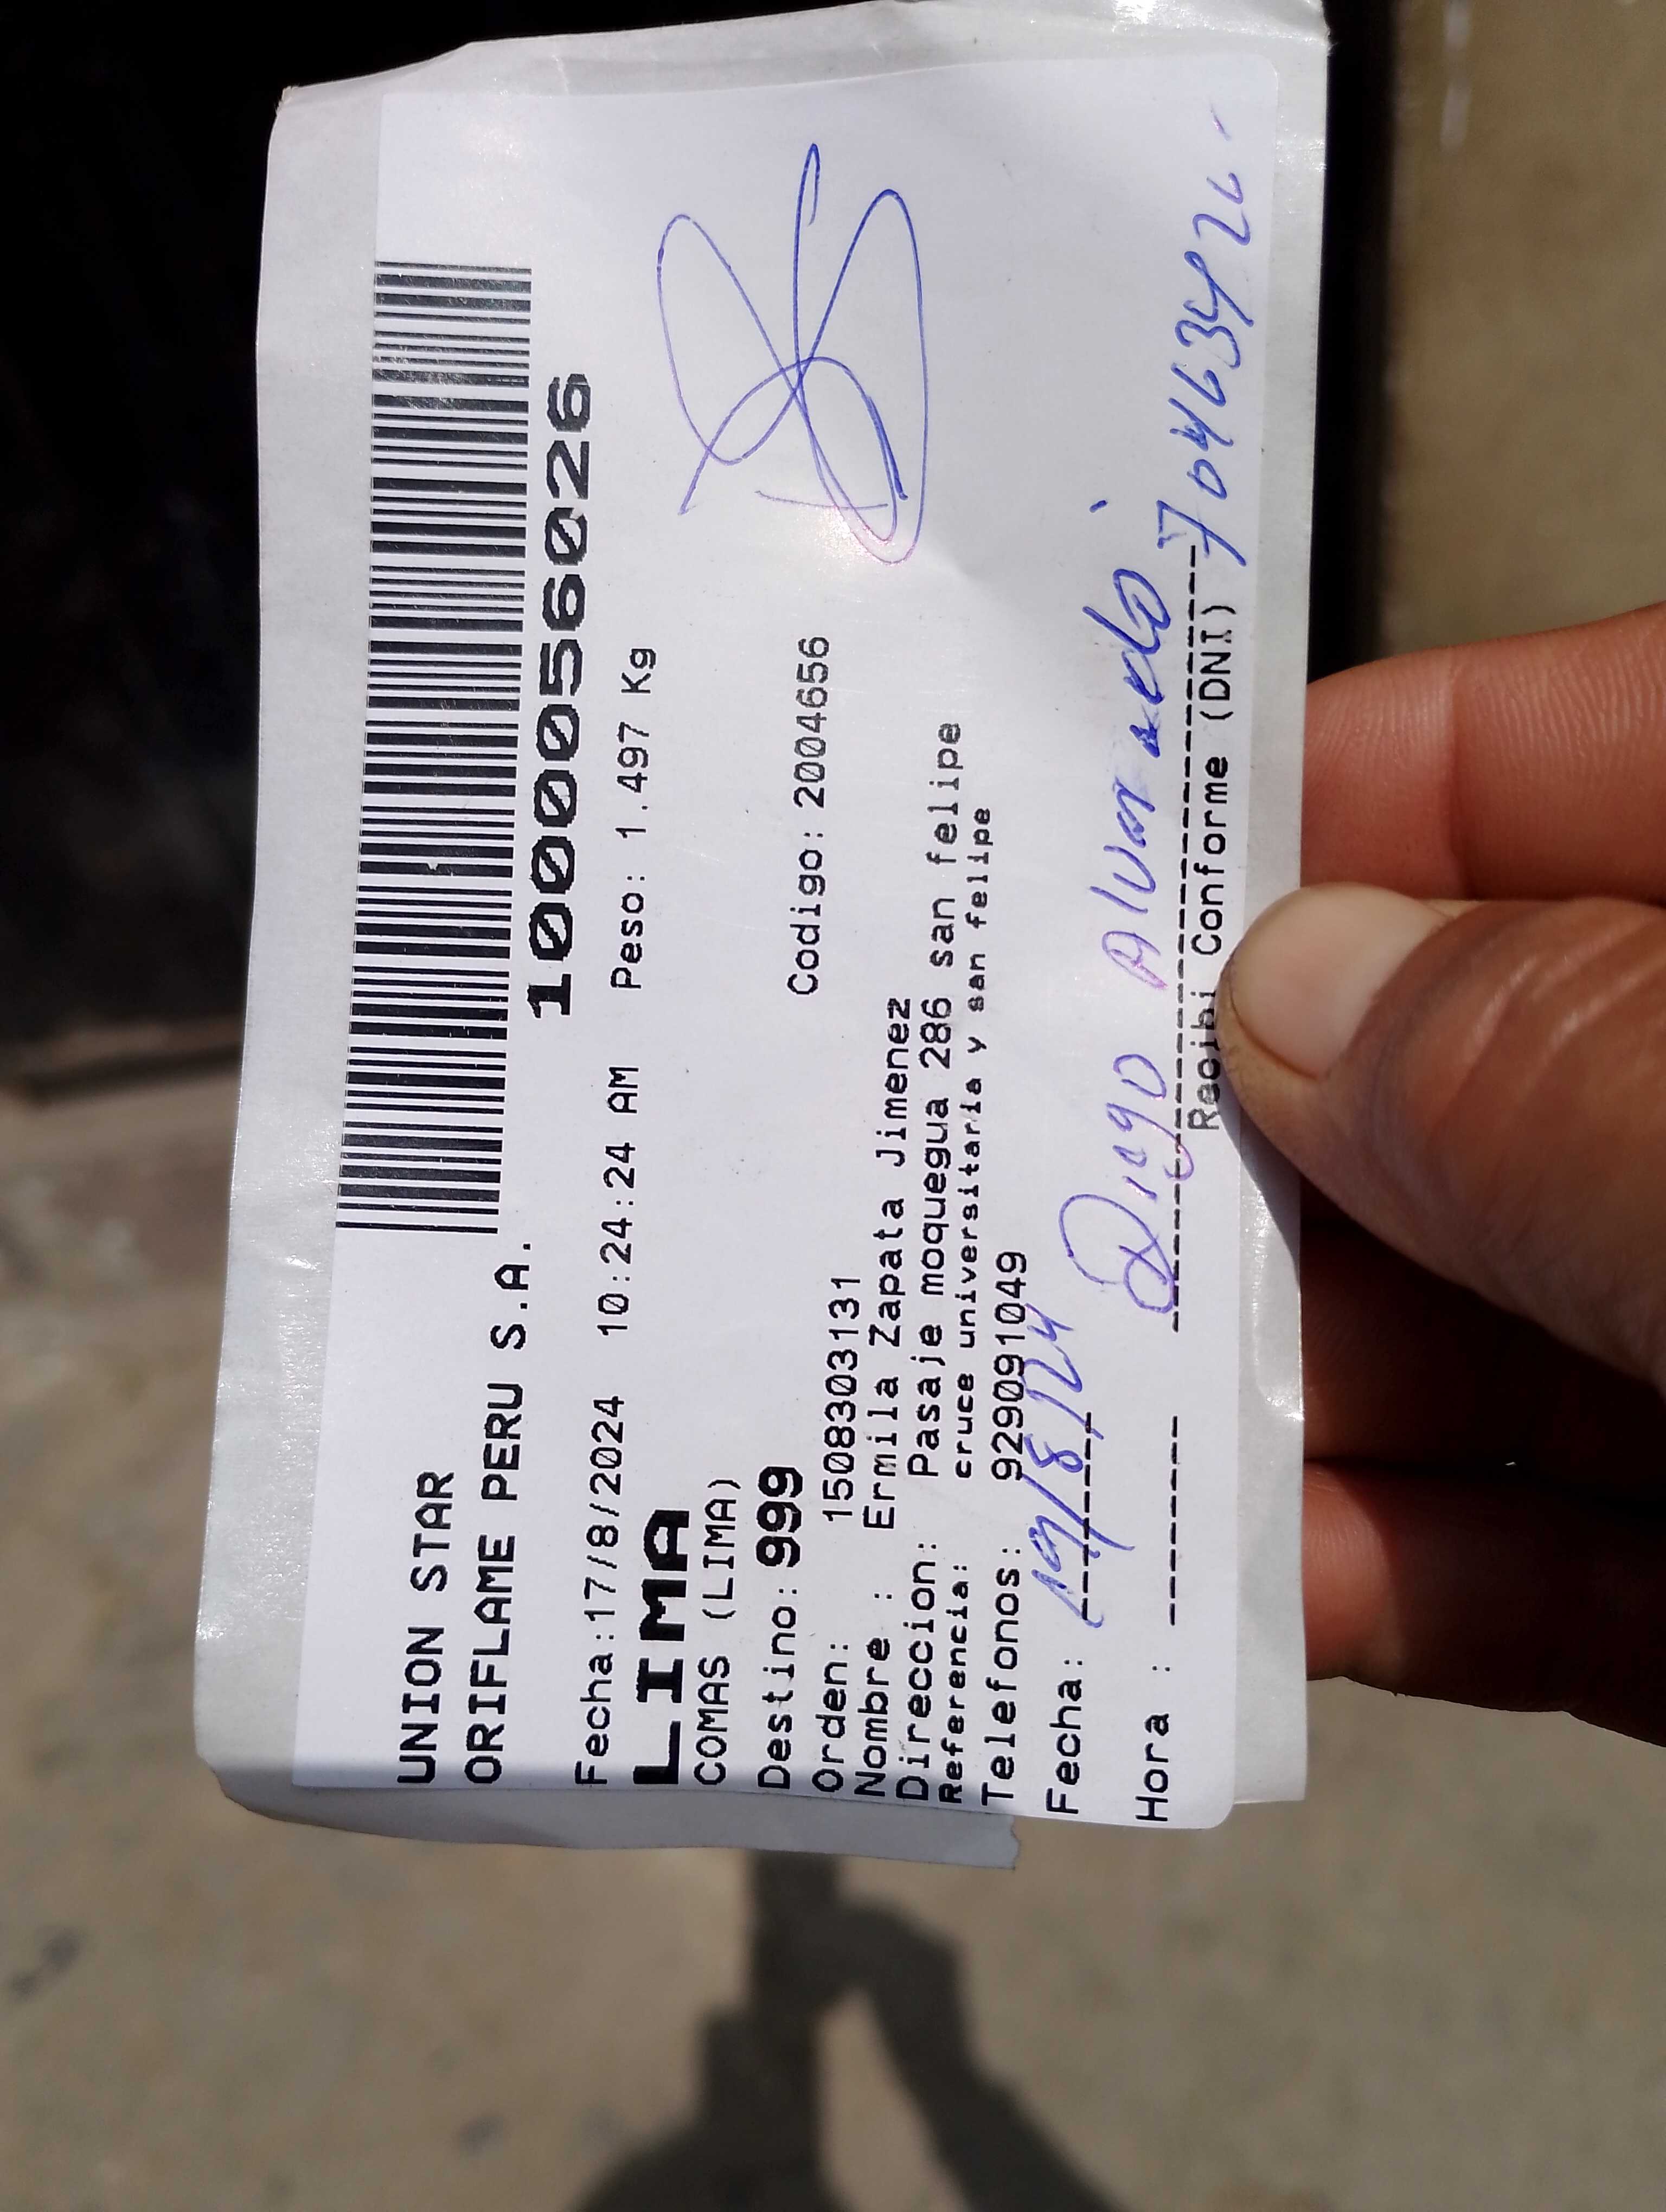 UNION STAR
ORIFLAME PERU S.A.
1000056026
Fecha:17/8/2024 10:24:24 AM Peso: 1.497 Kg
LIMA
COMAS (LIMA)
Destino: 999 Codigo: 2004656
Orden: 1508303131
Nombre : Ermila Zapata Jimenez
Direccion: Pasaje moquegua 286 san felipe
Referencia: cruce universitaria y san felipe
Telefonos: 929091049
Fecha: 19/8/24
Diego Alvarado
Hora : Recibi Conforme (DNI)